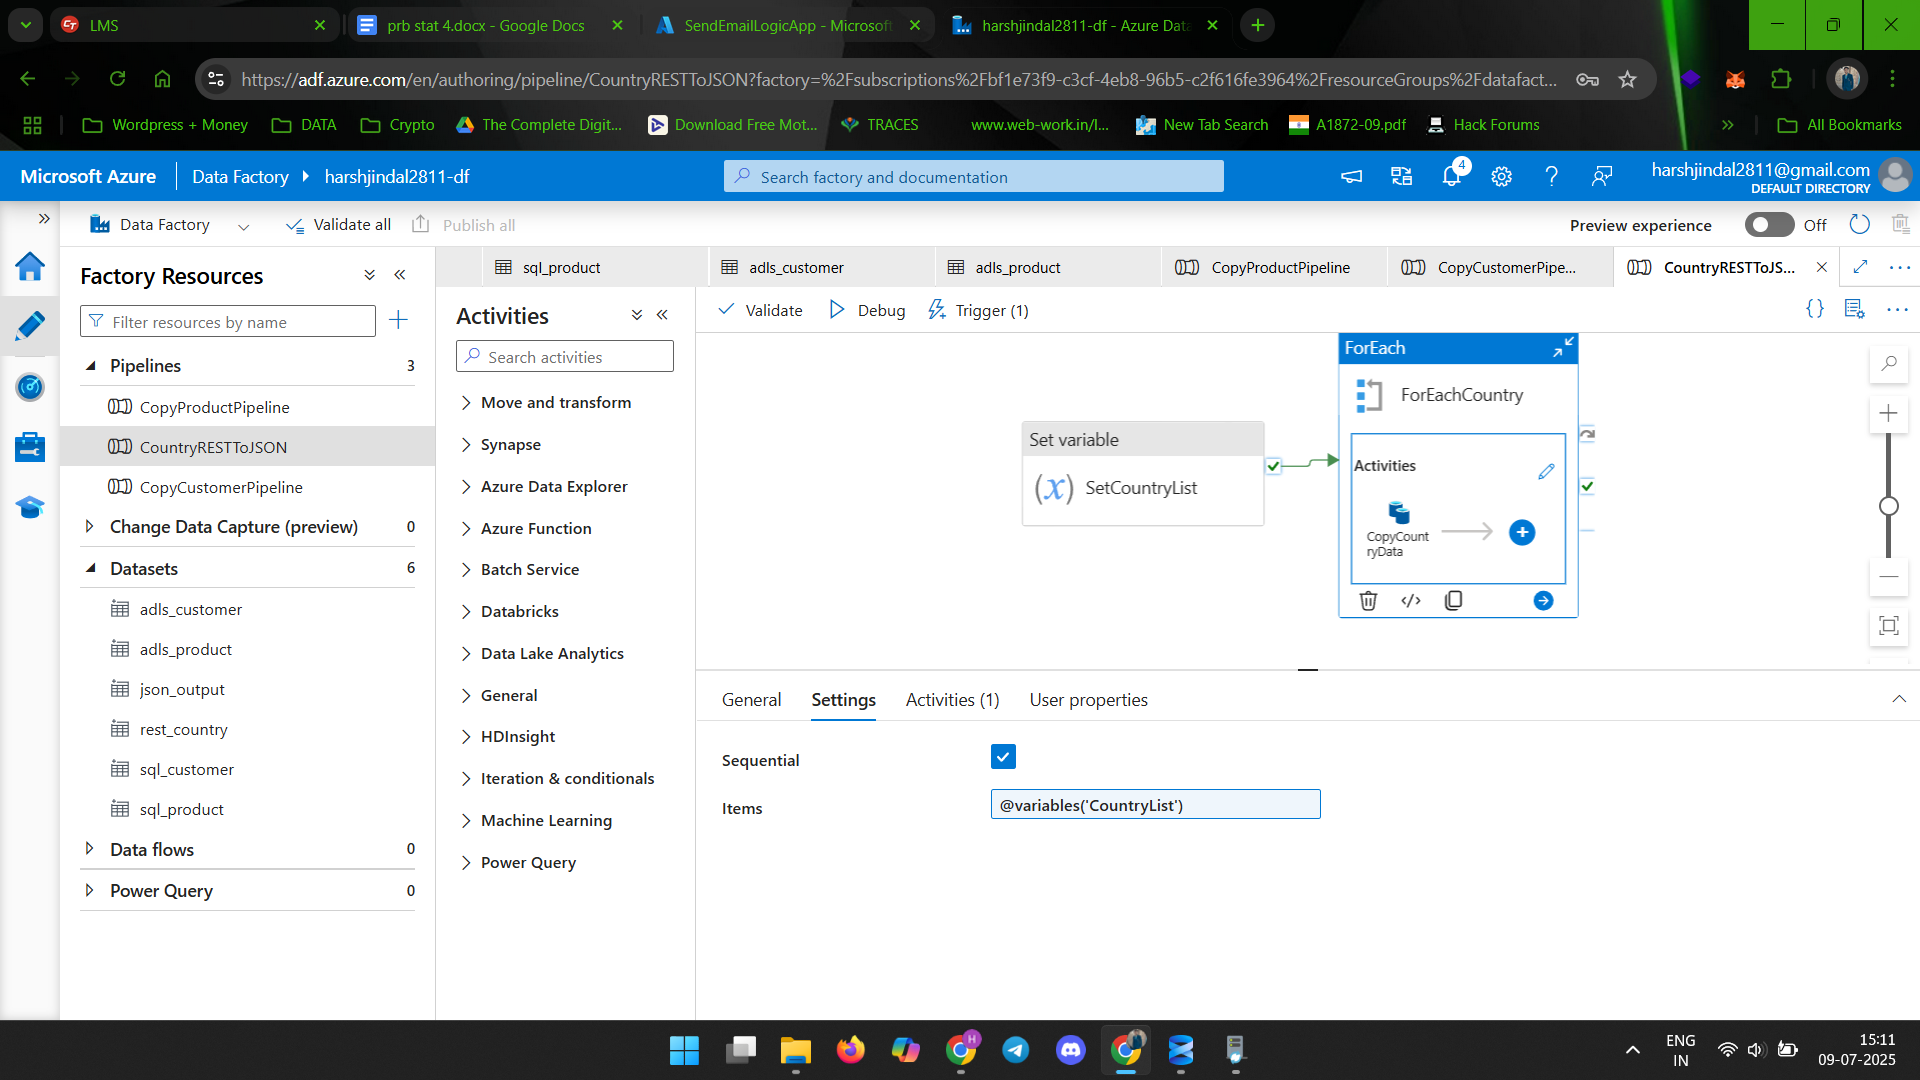 LMS
prb stat 4.docx - Google Docs
SendEmailLogicApp - Microsoft
harshjindal2811-df - Azure Data
https://adf.azure.com/en/authoring/pipeline/CountryRESTToJSON?factory=%2Fsubscriptions%2Fbf1e73f9-c3cf-4eb8-96b5-c2f616fe3964%2FresourceGroups%2Fdatafact...
Wordpress + Money
DATA
Crypto
The Complete Digit...
Download Free Mot...
TRACES
www.web-work.in/l...
New Tab Search
A1872-09.pdf
Hack Forums
All Bookmarks
Microsoft Azure
Data Factory
harshjindal2811-df
Search factory and documentation
4
harshjindal2811@gmail.com
DEFAULT DIRECTORY
Data Factory
Validate all
Publish all
Preview experience
Off
Factory Resources
Filter resources by name
Pipelines 3
CopyProductPipeline
CountryRESTToJSON
CopyCustomerPipeline
Change Data Capture (preview) 0
Datasets 6
adls_customer
adls_product
json_output
rest_country
sql_customer
sql_product
Data flows 0
Power Query 0
sql_product
adls_customer
adls_product
CopyProductPipeline
CopyCustomerPipe...
CountryRESTToJS...
Activities
Search activities
Move and transform
Synapse
Azure Data Explorer
Azure Function
Batch Service
Databricks
Data Lake Analytics
General
HDInsight
Iteration & conditionals
Machine Learning
Power Query
Validate
Debug
Trigger (1)
Set variable
(x) SetCountryList
ForEach
ForEachCountry
Activities
CopyCount
ryData
General
Settings
Activities (1)
User properties
Sequential
Items
@variables('CountryList')
H
ENG
IN
15:11
09-07-2025